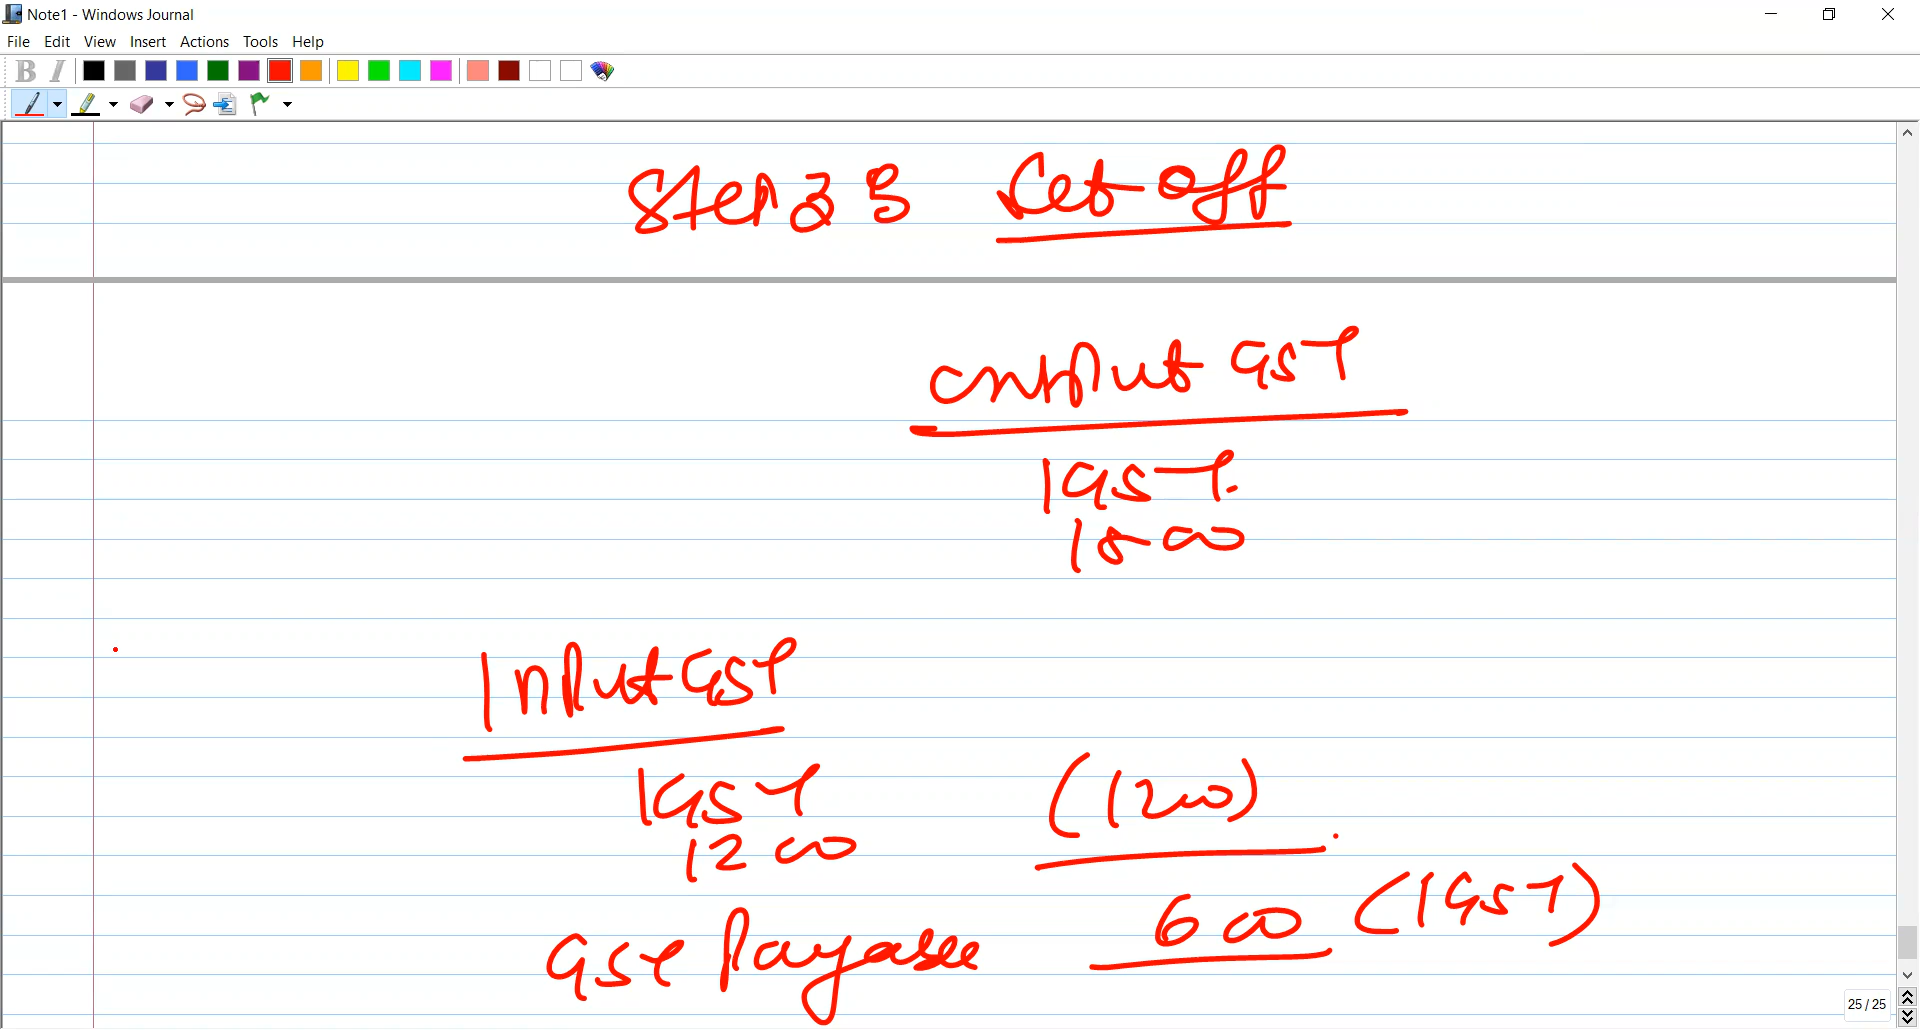 Note1 - Windows Journal
File Edit View Insert Actions Tools Help
B I
Step 3: Set-off
Output GST
IGST
1800
Input GST
IGST (1200)
1200
GST Payable 600 (IGST)
25 / 25